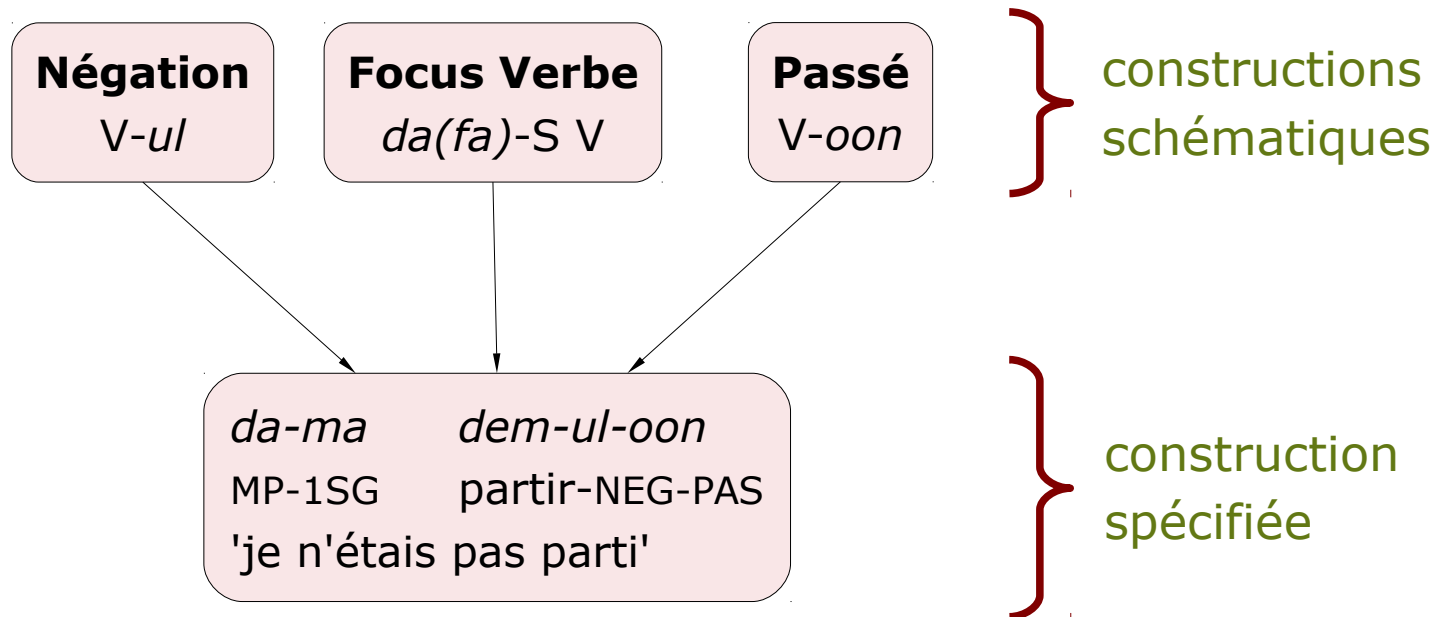 Négation
V-ul
Focus Verbe
da(fa)-S V
Passé
V-oon
constructions
schématiques
da-ma dem-ul-oon
MP-1SG partir-NEG-PAS
'je n'étais pas parti'
construction
spécifiée